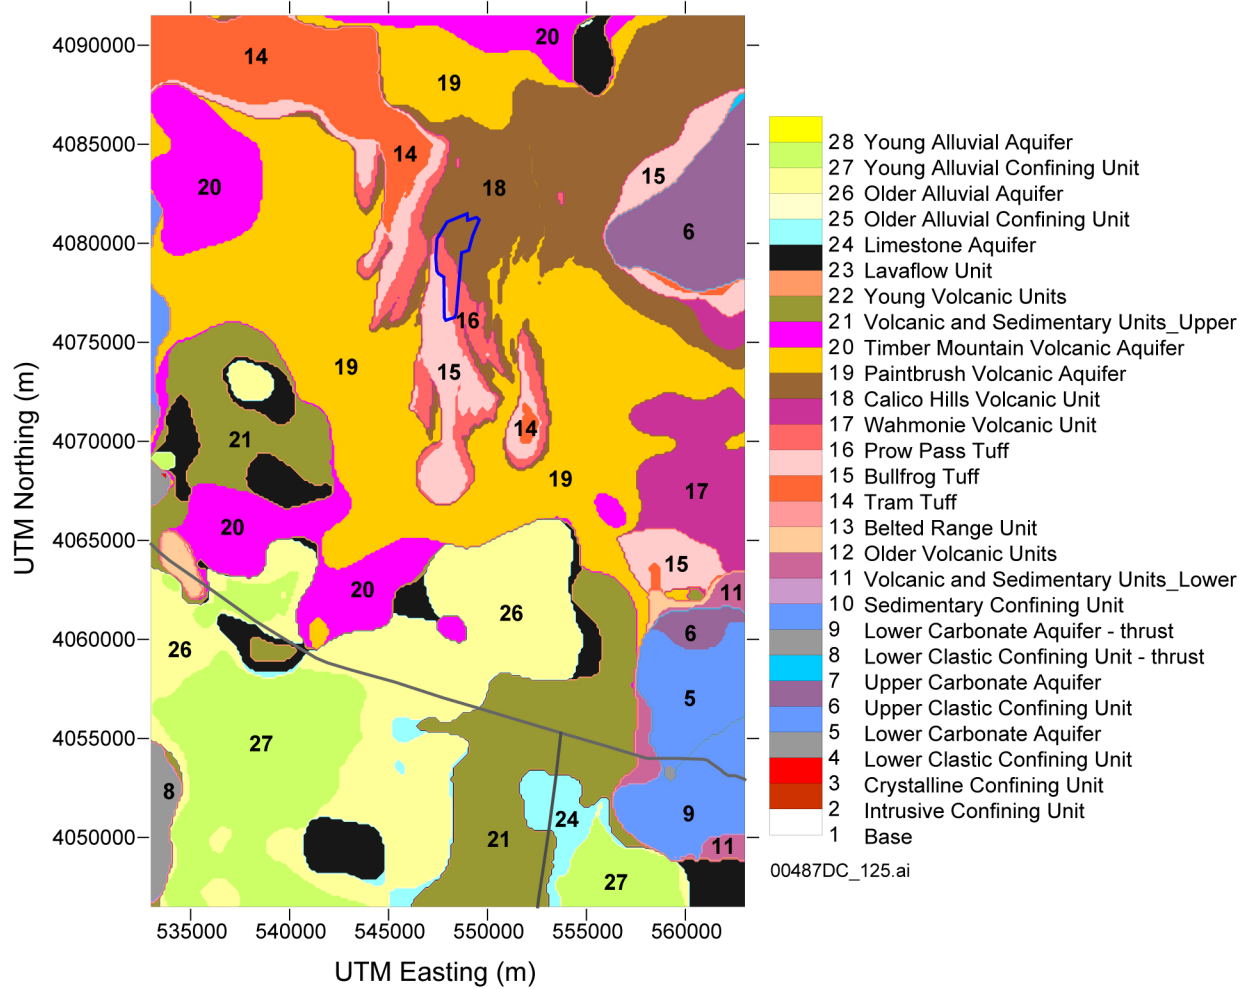 4090000
4085000
4080000
4075000
4070000
4065000
4060000
4055000
4050000
UTM Northing (m)
535000 540000 545000 550000 555000 560000
UTM Easting (m)
20
14
19
14
15
20
18
6
16
19
15
14
21
19
17
20
15
20
11
26
6
26
5
27
8
9
24
21
11
27
28 Young Alluvial Aquifer
27 Young Alluvial Confining Unit
26 Older Alluvial Aquifer
25 Older Alluvial Confining Unit
24 Limestone Aquifer
23 Lavaflow Unit
22 Young Volcanic Units
21 Volcanic and Sedimentary Units_Upper
20 Timber Mountain Volcanic Aquifer
19 Paintbrush Volcanic Aquifer
18 Calico Hills Volcanic Unit
17 Wahmonie Volcanic Unit
16 Prow Pass Tuff
15 Bullfrog Tuff
14 Tram Tuff
13 Belted Range Unit
12 Older Volcanic Units
11 Volcanic and Sedimentary Units_Lower
10 Sedimentary Confining Unit
9 Lower Carbonate Aquifer - thrust
8 Lower Clastic Confining Unit - thrust
7 Upper Carbonate Aquifer
6 Upper Clastic Confining Unit
5 Lower Carbonate Aquifer
4 Lower Clastic Confining Unit
3 Crystalline Confining Unit
2 Intrusive Confining Unit
1 Base
00487DC_125.ai